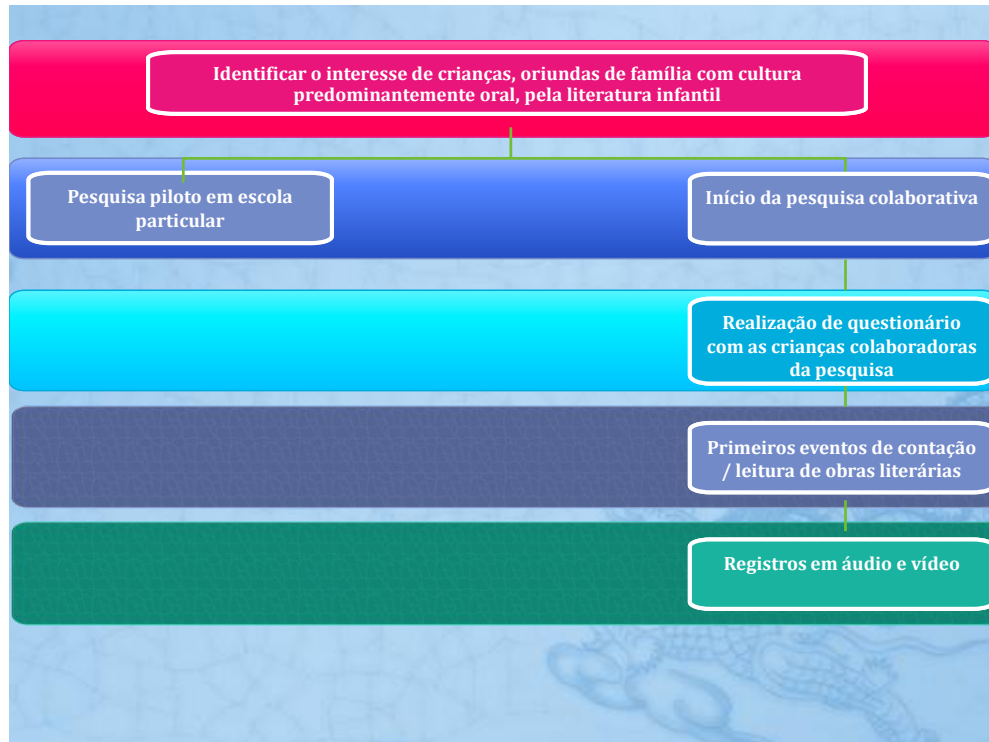 Identificar o interesse de crianças, oriundas de família com cultura
predominantemente oral, pela literatura infantil
Pesquisa piloto em escola
particular
Início da pesquisa colaborativa
Realização de questionário
com as crianças colaboradoras
da pesquisa
Primeiros eventos de contação
/ leitura de obras literárias
Registros em áudio e vídeo